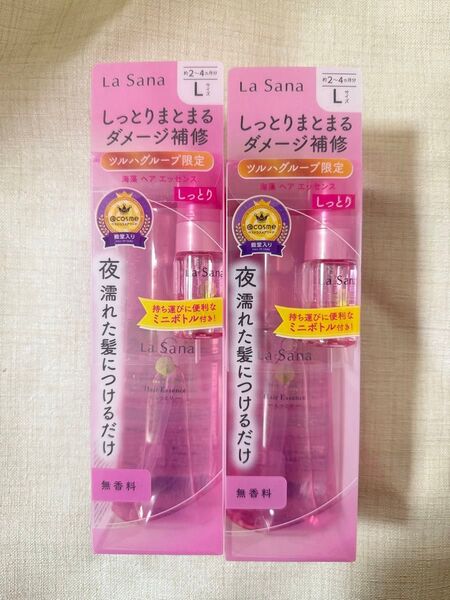 La Sana
約2~4ヵ月分
Lサイズ
しっとりまとまる
ダメージ補修
ツルハグループ限定
海藻 ヘア エッセンス
しっとり
@cosme
殿堂入り
La Sana
持ち運びに便利な
ミニボトル付き!
夜 濡れた髪につけるだけ
La Sana
Hair Essence
無香料
La Sana
約2~4ヵ月分
Lサイズ
しっとりまとまる
ダメージ補修
ツルハグループ限定
海藻 ヘア エッセンス
しっとり
@cosme
殿堂入り
La Sana
持ち運びに便利な
ミニボトル付き!
夜 濡れた髪につけるだけ
La Sana
Hair Essence
無香料